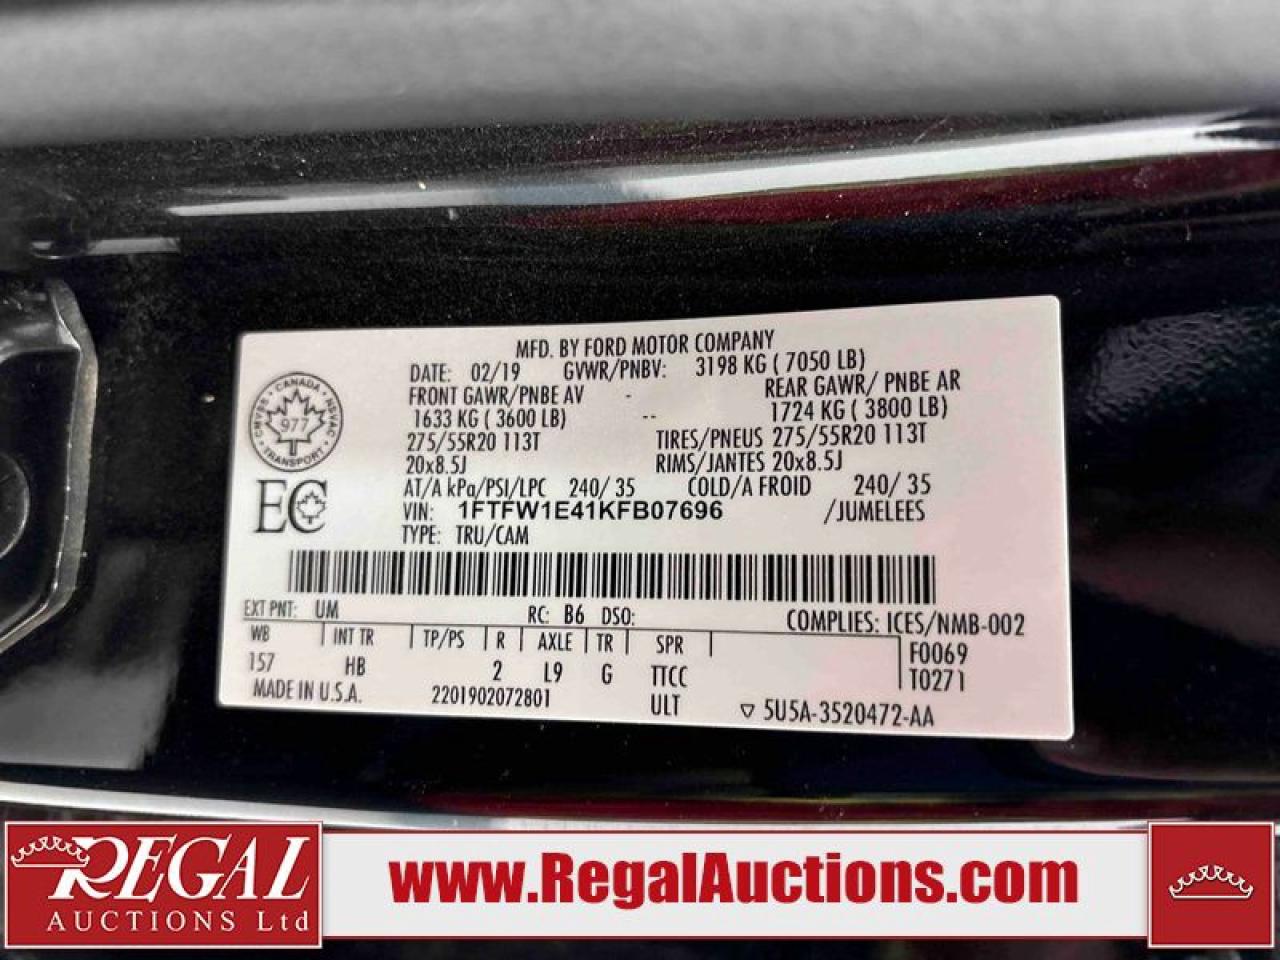 MFD. BY FORD MOTOR COMPANY
DATE: 02/19 GVWR/PNBV: 3198 KG ( 7050 LB)
FRONT GAWR/PNBE AV - REAR GAWR/ PNBE AR
1633 KG ( 3600 LB) -- 1724 KG ( 3800 LB)
275/55R20 113T TIRES/PNEUS 275/55R20 113T
20x8.5J RIMS/JANTES 20x8.5J
AT/A kPa/PSI/LPC 240/ 35 COLD/A FROID 240/ 35
VIN: 1FTFW1E41KFB07696 /JUMELEES
TYPE: TRU/CAM
CANADA
CMVSS NSVAC
977
TRANSPORT
EC
EXT PNT: UM RC: B6 DSO: COMPLIES: ICES/NMB-002
WB INT TR TP/PS R AXLE TR SPR F0069
157 HB 2 L9 G TTCC T0271
MADE IN U.S.A. 2201902072801 ULT ▽ 5U5A-3520472-AA
REGAL
AUCTIONS Ltd
www.RegalAuctions.com